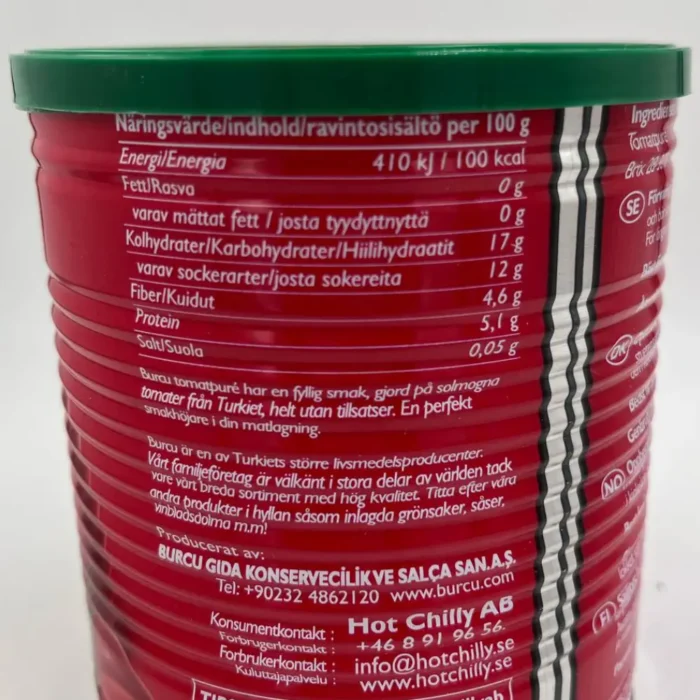 Näringsvärde/indhold/ravintosisältö per 100 g
Energi/Energia 410 kJ / 100 kcal
Fett/Rasva 0 g
varav mättat fett / josta tyydyttnyttä 0 g
Kolhydrater/Karbohydrater/Hiilihydraatit 17 g
varav sockerarter/josta sokereita 12 g
Fiber/Kuidut 4,6 g
Protein 5,1 g
Salt/Suola 0,05 g
Burcu tomatpuré har en fyllig smak, gjord på solmogna
tomater från Turkiet, helt utan tillsatser. En perfekt
smakhöjare i din matlagning.
Burcu är en av Turkiets större livsmedelsproducenter.
Vårt familjeföretag är välkänt i stora delar av världen tack
vare vårt breda sortiment med hög kvalitet. Titta efter våra
andra produkter i hyllan såsom inlagda grönsaker, såser,
vinbladsdolma m.m!
Producerat av:
BURCU GIDA KONSERVECİLİK VE SALÇA SAN.A.Ş.
Tel: +90232 4862120 www.burcu.com
Konsumentkontakt : Hot Chilly AB
Forbrugerkontakt : +46 8 91 96 56
Forbrukerkontakt : info@hotchilly.se
Kuluttajapalvelu : www.hotchilly.se
Ingredienser
Tomatpuré
Brix
SE
DK
NO
FI